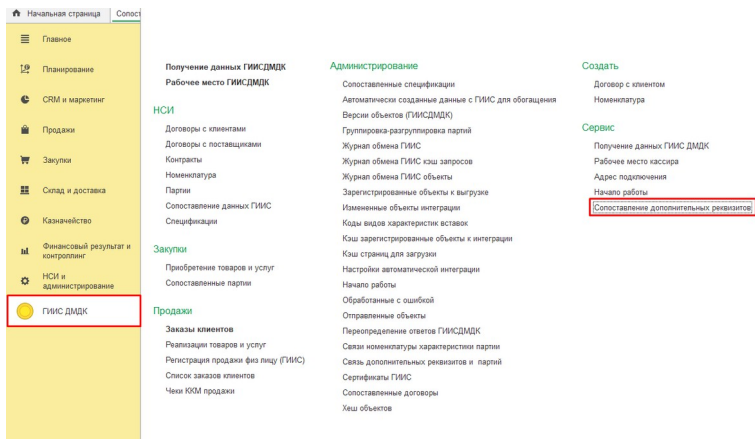 Начальная страница
Сопост
Главное
Планирование
CRM и маркетинг
Продажи
Закупки
Склад и доставка
Казначейство
Финансовый результат и
контроллинг
НСИ и
администрирование
ГИИС ДМДК
Получение данных ГИИСДМДК
Рабочее место ГИИСДМДК
НСИ
Договоры с клиентами
Договоры с поставщиками
Контракты
Номенклатура
Партии
Сопоставление данных ГИИС
Спецификации
Закупки
Приобретение товаров и услуг
Сопоставленные партии
Продажи
Заказы клиентов
Реализации товаров и услуг
Регистрация продажи физ лицу (ГИИС)
Список заказов клиентов
Чеки ККМ продажи
Администрирование
Сопоставленные спецификации
Автоматически созданные данные с ГИИС для обогащения
Версии объектов (ГИИСДМДК)
Группировка-разгруппировка партий
Журнал обмена ГИИС
Журнал обмена ГИИС кэш запросов
Журнал обмена ГИИС объекты
Зарегистрированные объекты к выгрузке
Измененные объекты интеграции
Коды видов характеристик вставок
Кэш зарегистрированные объекты к интеграции
Кэш страниц для загрузки
Настройки автоматической интеграции
Начало работы
Обработанные с ошибкой
Отправленные объекты
Переопределение ответов ГИИСДМДК
Связи номенклатуры характеристики партии
Связь дополнительных реквизитов и партий
Сертификаты ГИИС
Сопоставленные договоры
Хеш объектов
Создать
Договор с клиентом
Номенклатура
Сервис
Получение данных ГИИС ДМДК
Рабочее место кассира
Адрес подключения
Начало работы
Сопоставление дополнительных реквизитов